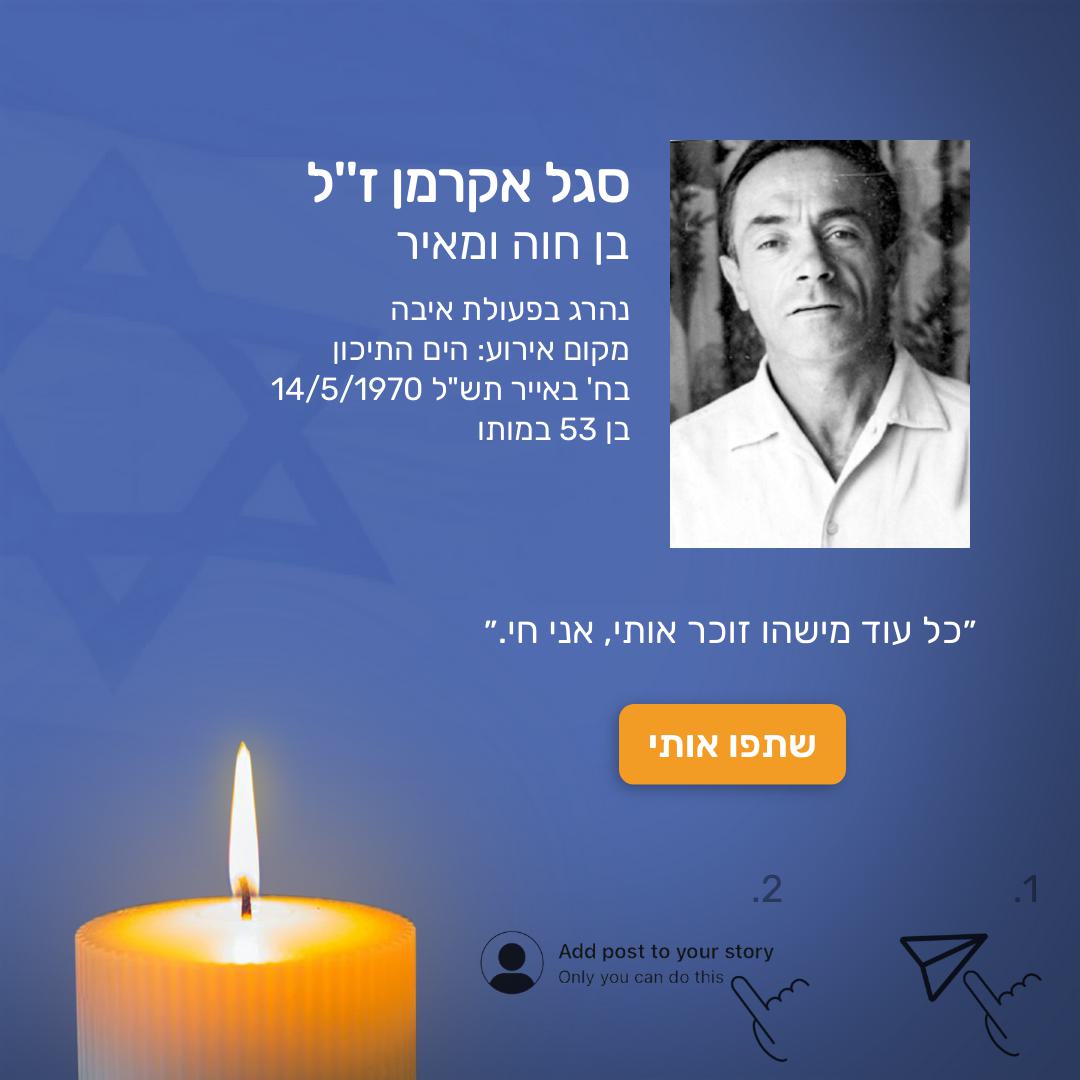 סגל אקרמן ז"ל
בן חוה ומאיר
נהרג בפעולת איבה
מקום אירוע: הים התיכון
בח' באייר תש"ל 14/5/1970
בן 53 במותו
״כל עוד מישהו זוכר אותי, אני חי.״
שתפו אותי
1.
2.
Add post to your story
Only you can do this